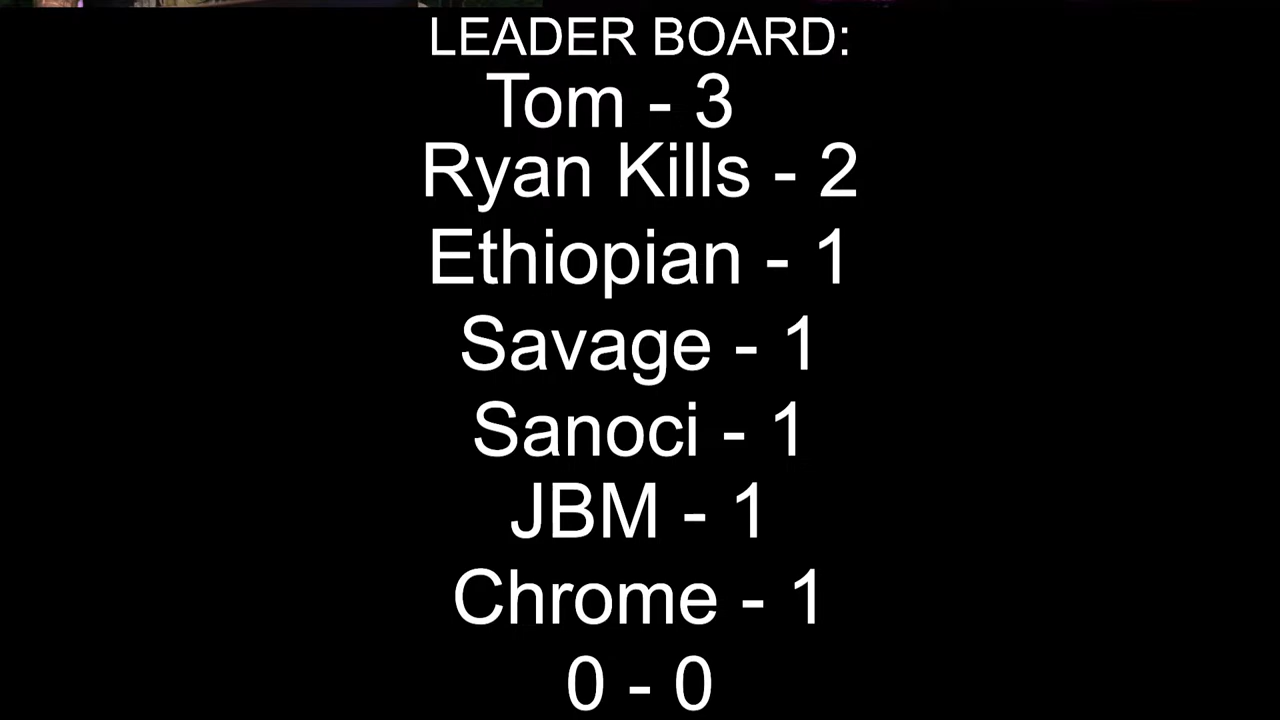 LEADER BOARD:
Tom - 3
Ryan Kills - 2
Ethiopian - 1
Savage - 1
Sanoci - 1
JBM - 1
Chrome - 1
0 - 0